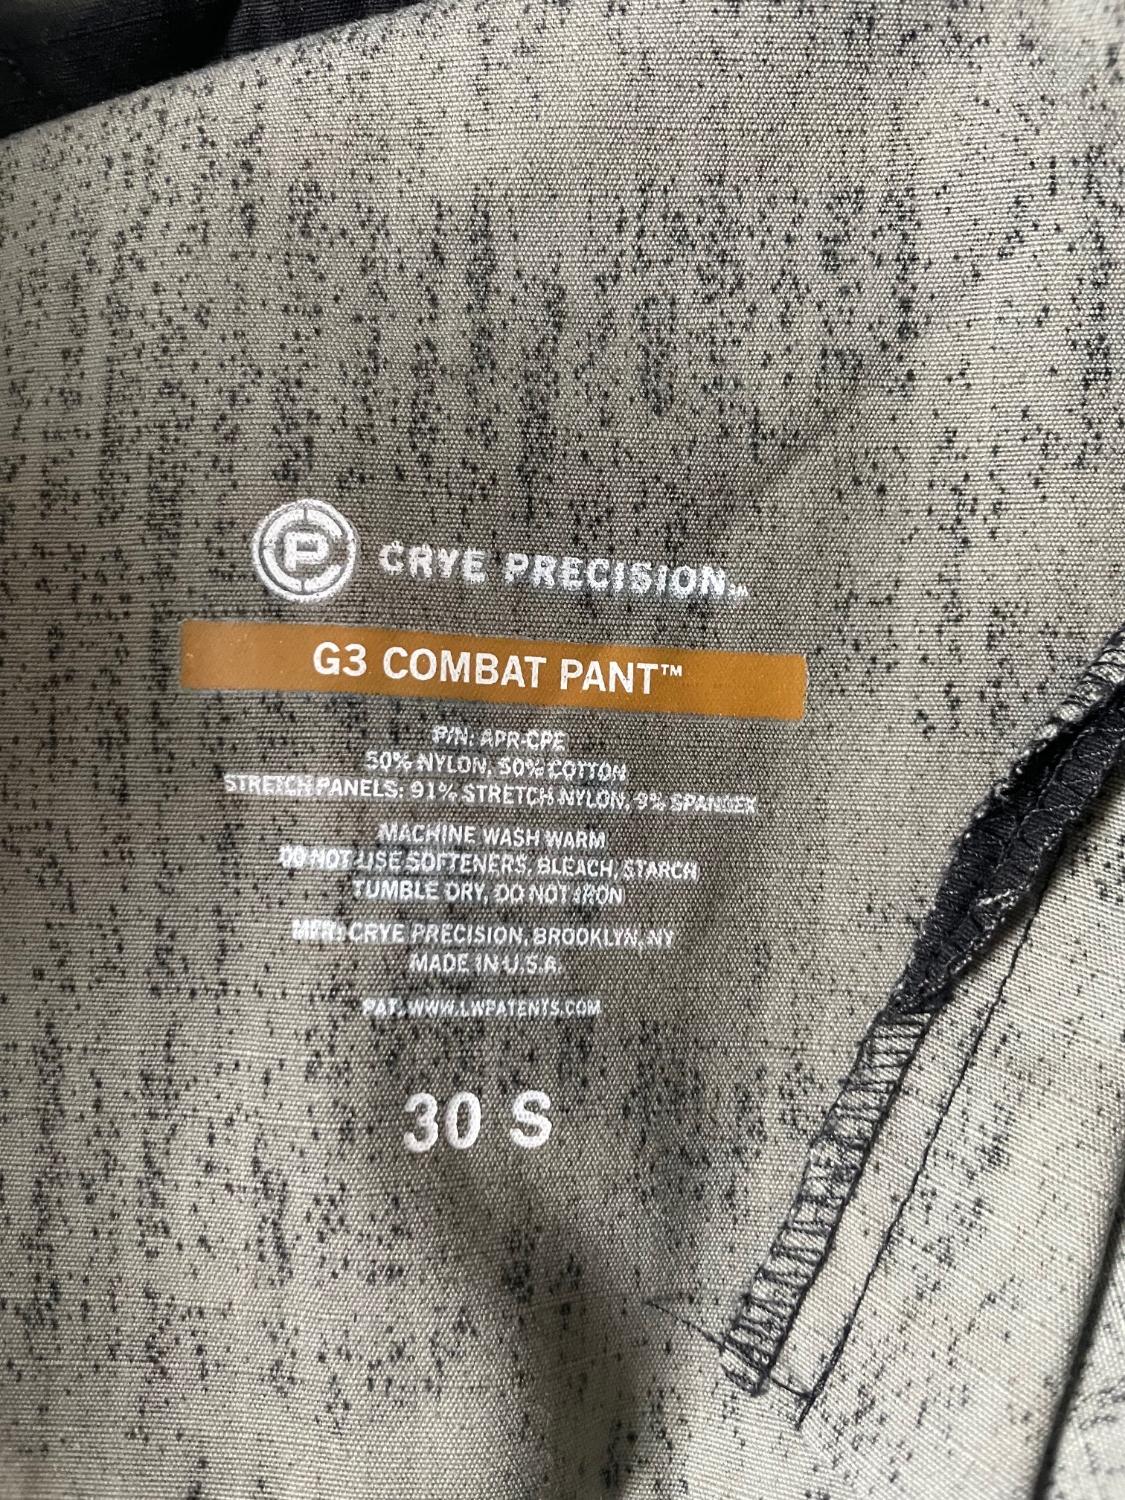 CP CRYE PRECISION™
G3 COMBAT PANT™
P/N: APR-CPE
50% NYLON, 50% COTTON
STRETCH PANELS: 91% STRETCH NYLON, 9% SPANDEX
MACHINE WASH WARM
DO NOT USE SOFTENERS, BLEACH, STARCH
TUMBLE DRY, DO NOT IRON
MFR: CRYE PRECISION, BROOKLYN, NY
MADE IN U.S.A.
PAT: WWW.LWPATENTS.COM
30 S